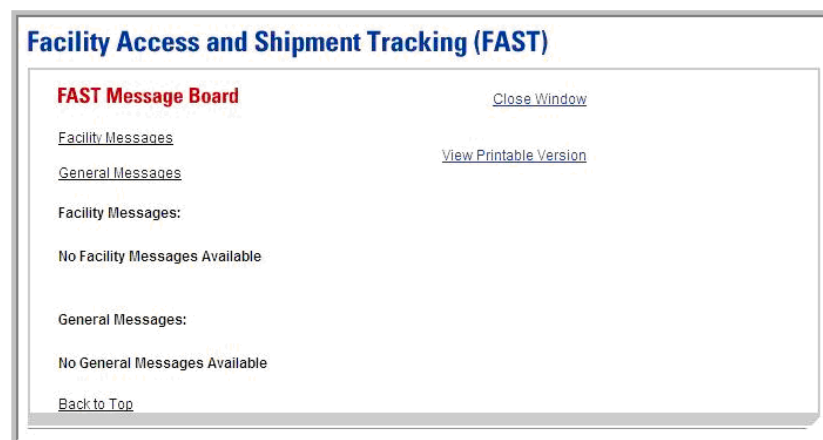 Facility Access and Shipment Tracking (FAST)
FAST Message Board
Close Window
Facility Messages
View Printable Version
General Messages
Facility Messages:
No Facility Messages Available
General Messages:
No General Messages Available
Back to Top